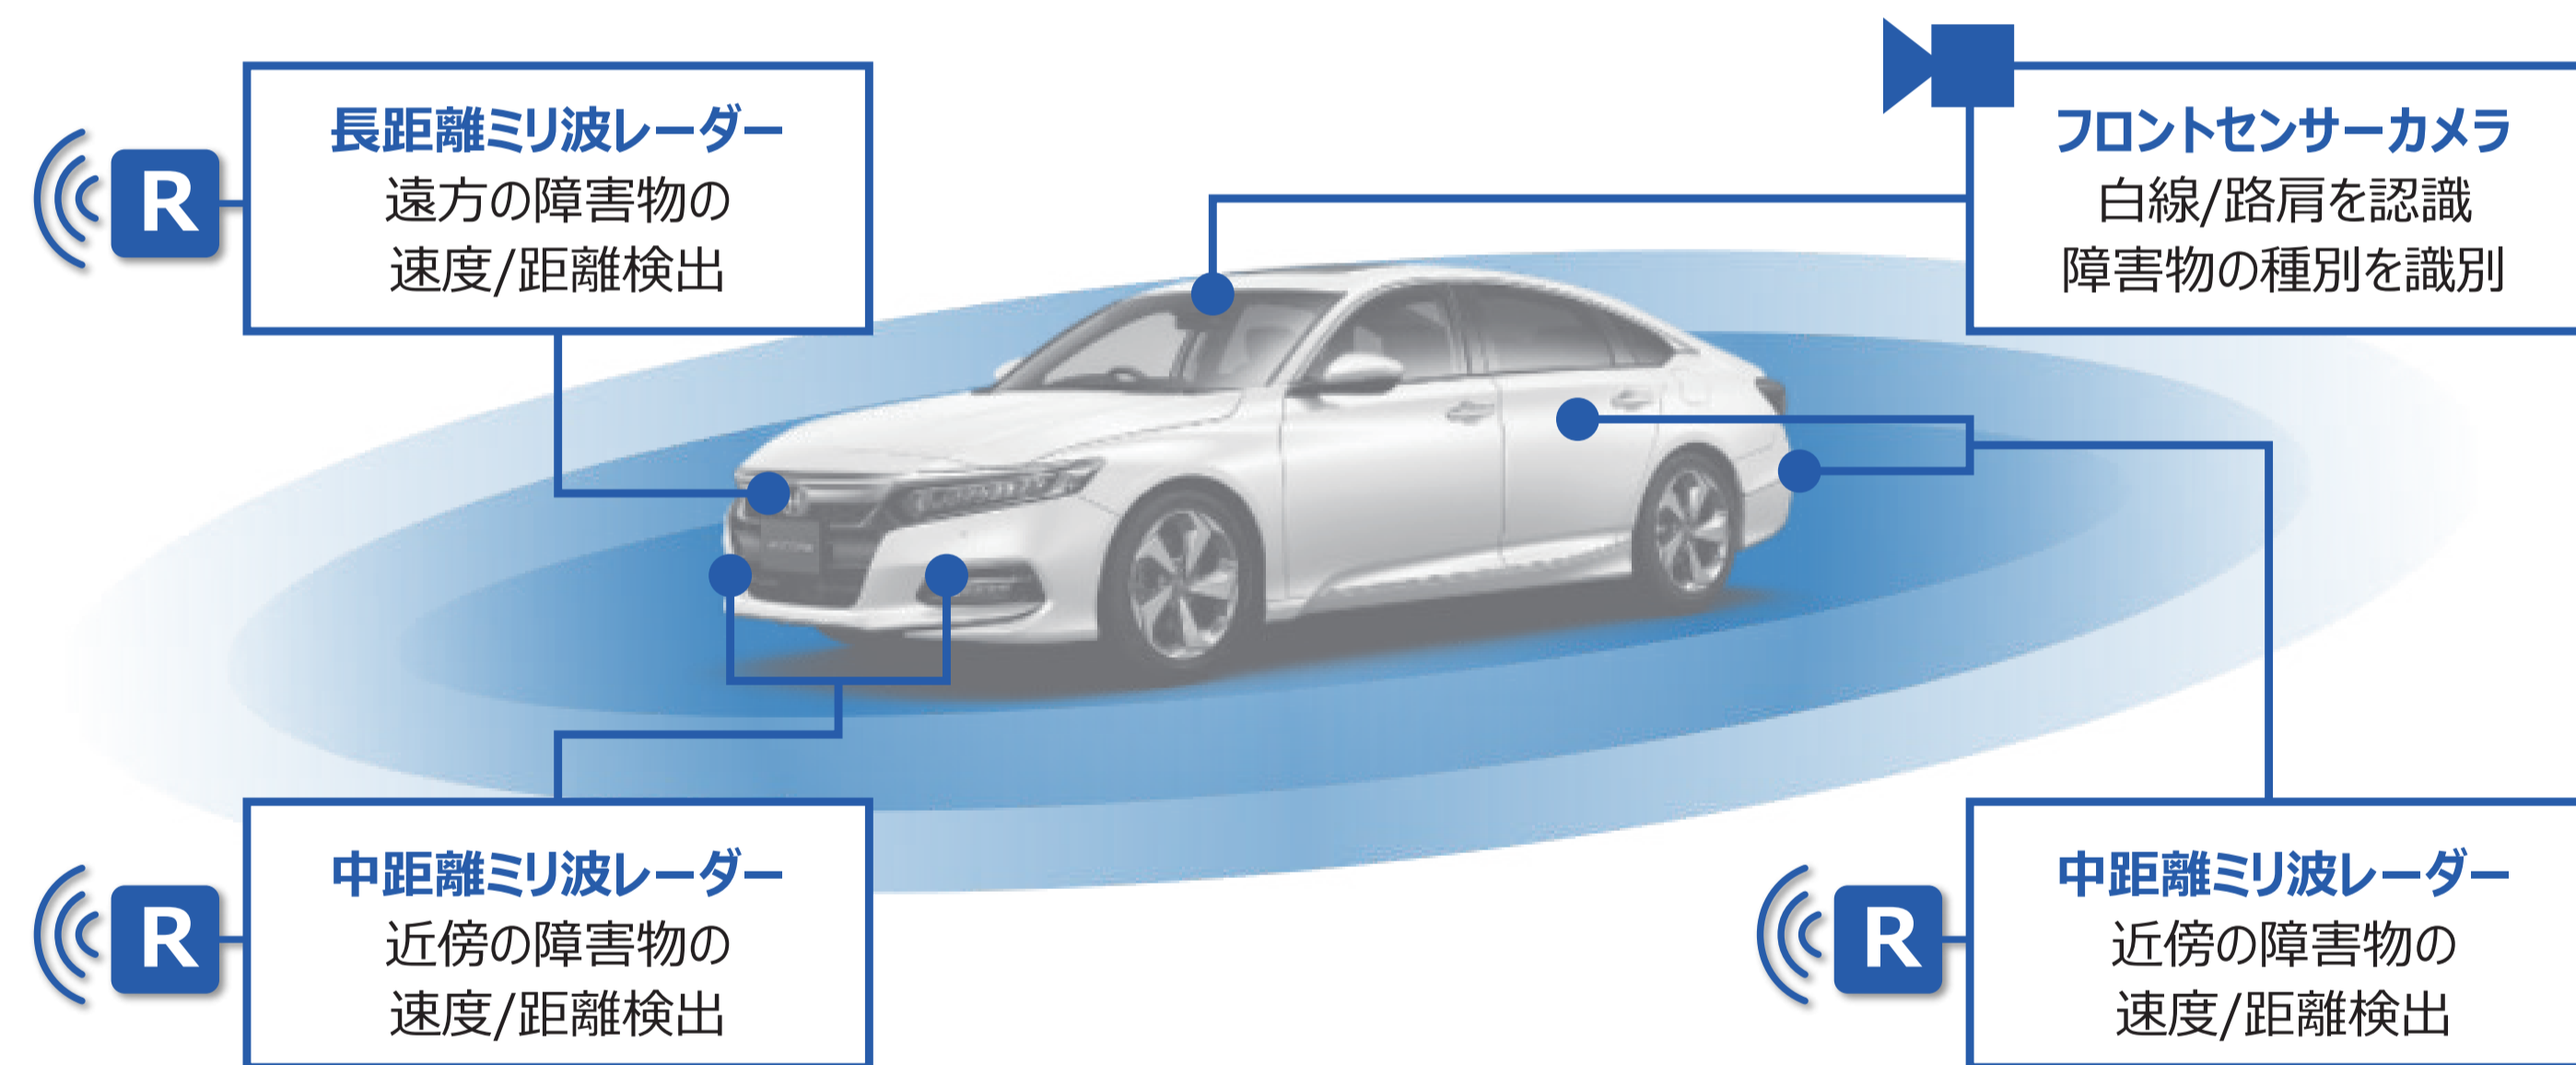 長距離ミリ波レーダー
遠方の障害物の
速度/距離検出
R
フロントセンサーカメラ
白線/路肩を認識
障害物の種別を識別
中距離ミリ波レーダー
近傍の障害物の
速度/距離検出
R
中距離ミリ波レーダー
近傍の障害物の
速度/距離検出
R